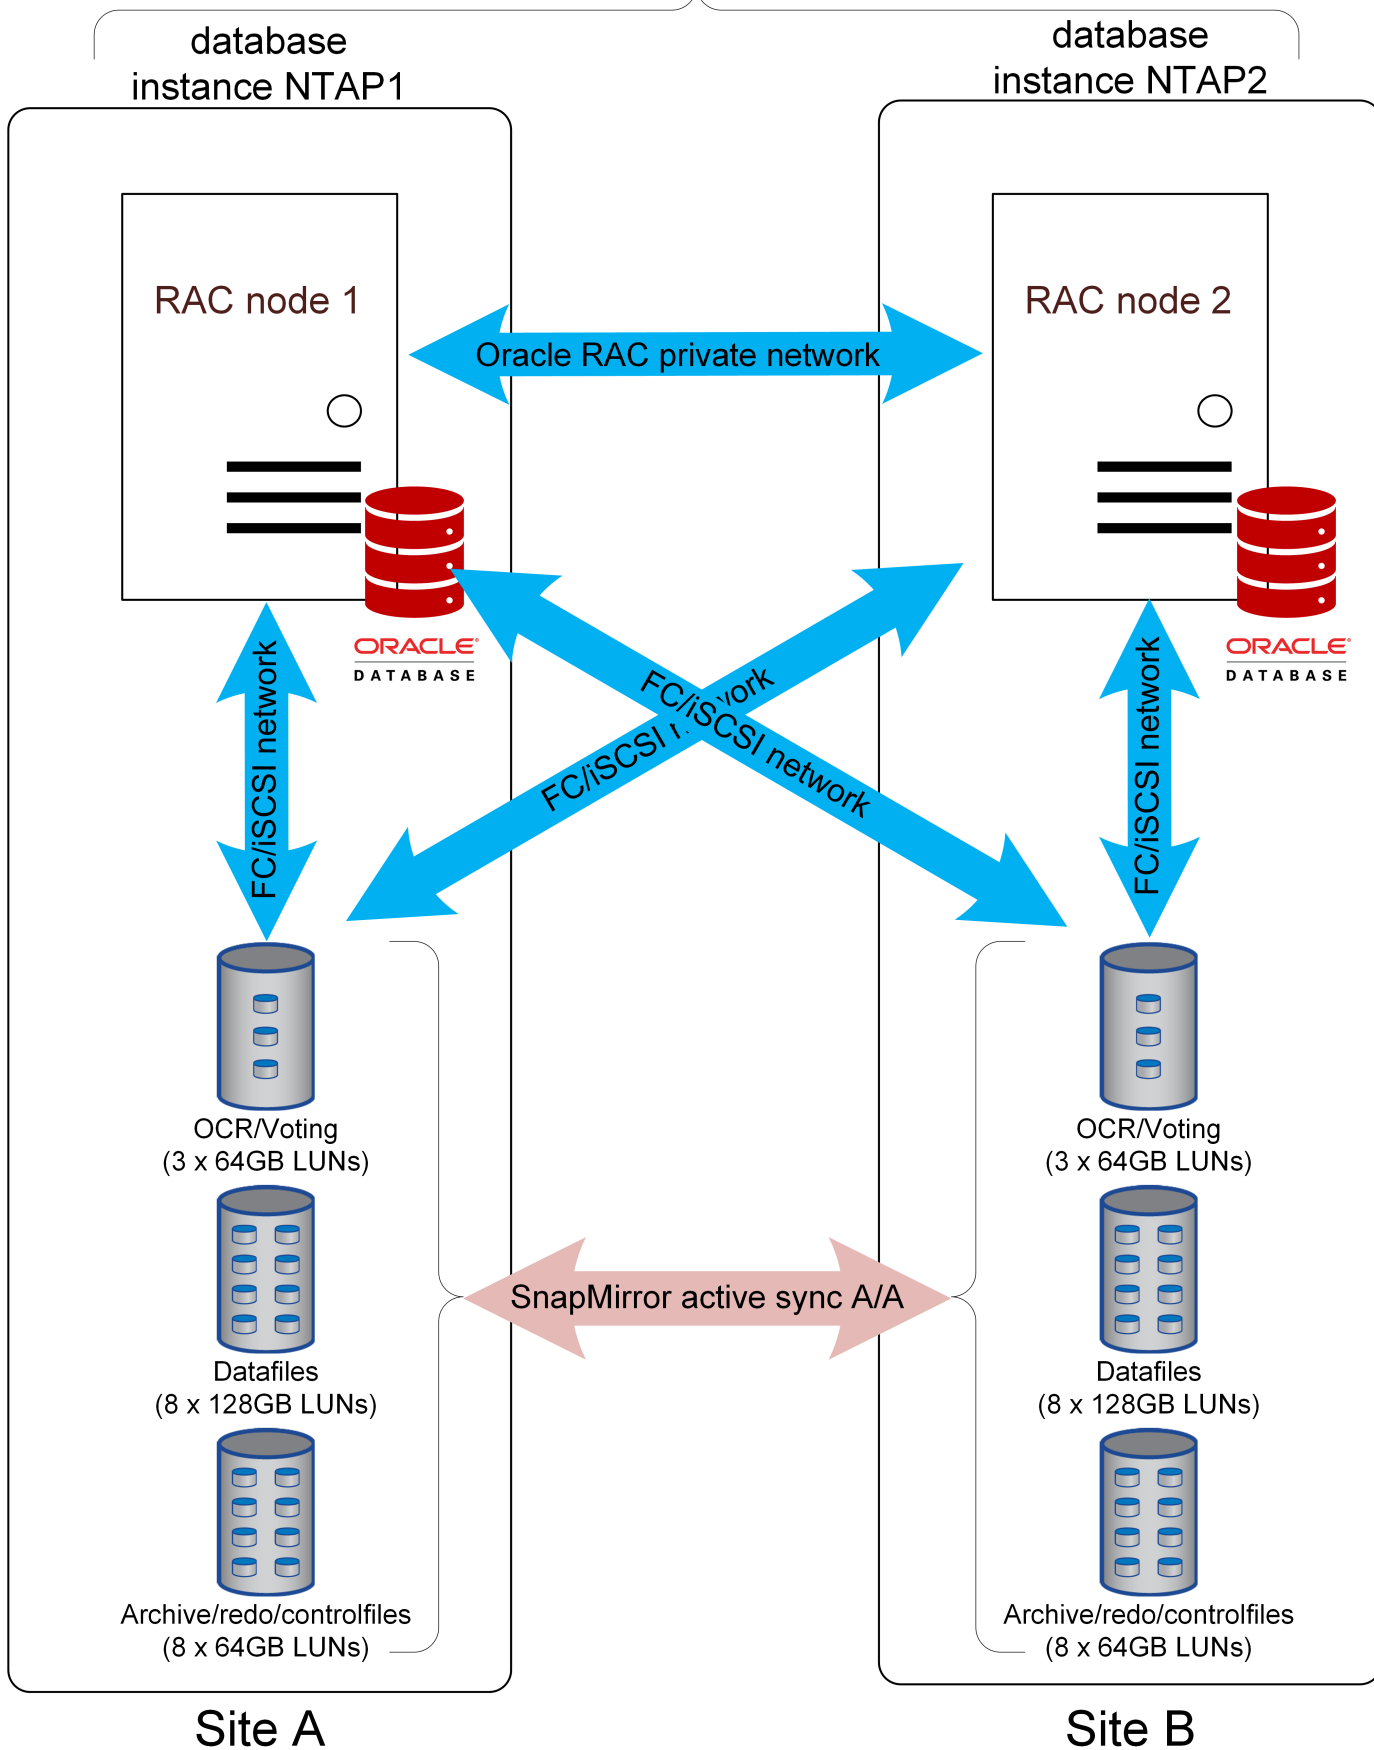 database
instance NTAP1
database
instance NTAP2
RAC node 1
RAC node 2
Oracle RAC private network
ORACLE®
DATABASE
ORACLE®
DATABASE
FC/iSCSI network
FC/iSCSI network
FC/iSCSI network
FC/iSCSI network
OCR/Voting
(3 x 64GB LUNs)
OCR/Voting
(3 x 64GB LUNs)
SnapMirror active sync A/A
Datafiles
(8 x 128GB LUNs)
Datafiles
(8 x 128GB LUNs)
Archive/redo/controlfiles
(8 x 64GB LUNs)
Archive/redo/controlfiles
(8 x 64GB LUNs)
Site A
Site B